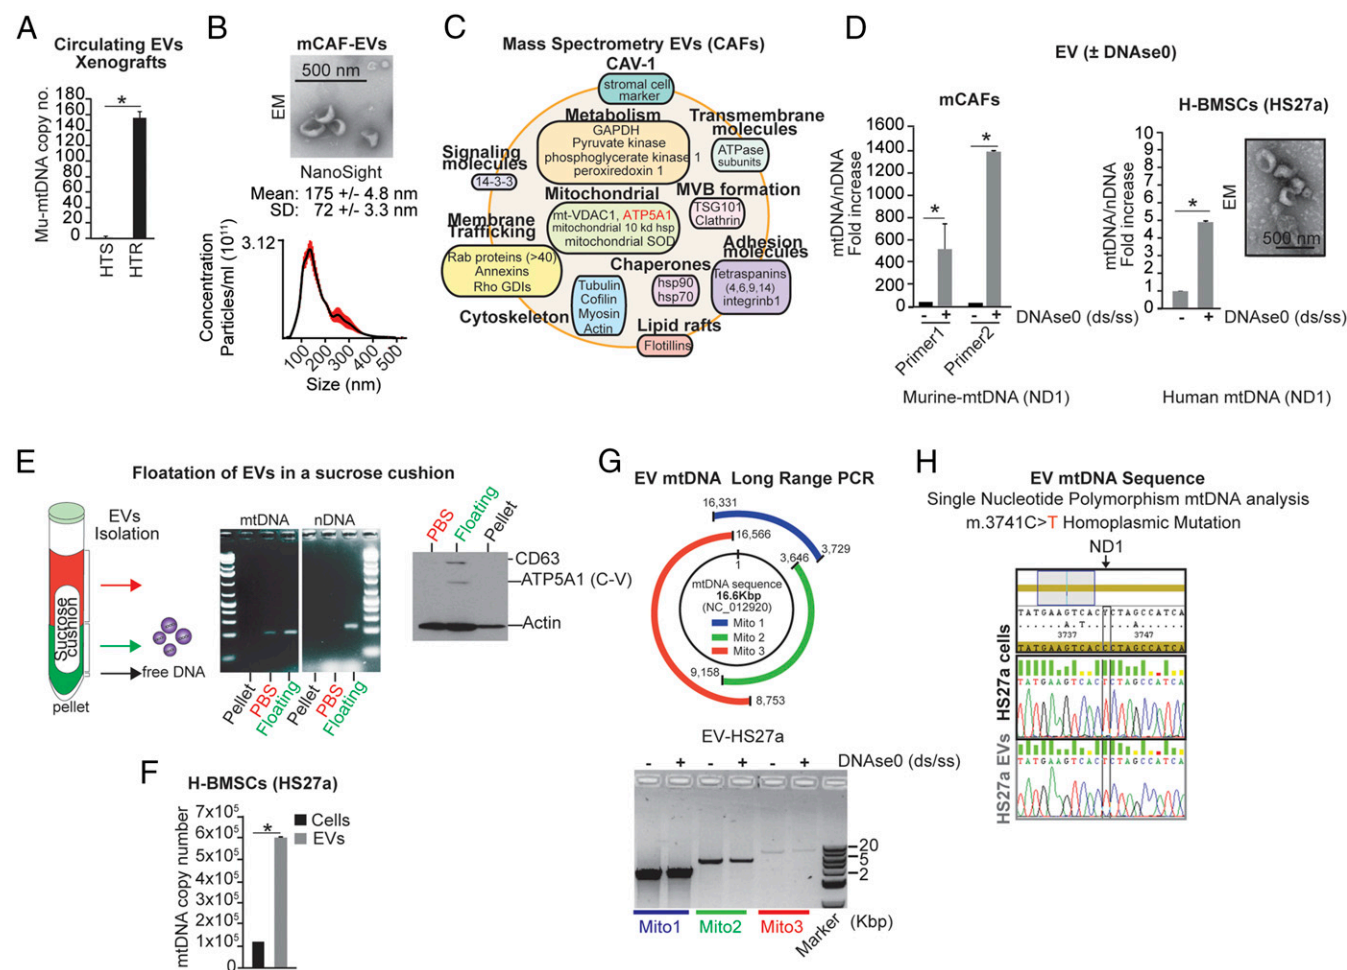 A
Circulating EVs
Xenografts
Mu-mtDNA copy no.
180
160
140
120
100
80
60
40
20
0
*
HTS
HTR
B
mCAF-EVs
500 nm
EM
NanoSight
Mean: 175 +/- 4.8 nm
SD: 72 +/- 3.3 nm
3.12
Concentration
Particles/ml (10¹¹)
100
200
300
400
500
Size (nm)
C
Mass Spectrometry EVs (CAFs)
CAV-1
stromal cell
marker
Metabolism
GAPDH
Pyruvate kinase
phosphoglycerate kinase 1
peroxiredoxin 1
Transmembrane
molecules
ATPase
subunits
Signaling
molecules
14-3-3
Mitochondrial
mt-VDAC1, ATP5A1
mitochondrial 10 kd hsp
mitochondrial SOD
MVB formation
TSG101
Clathrin
Membrane
Trafficking
Rab proteins (>40)
Annexins
Rho GDIs
Adhesion
molecules
Tetraspanins
(4,6,9,14)
integrinb1
Chaperones
hsp90
hsp70
Cytoskeleton
Tubulin
Cofilin
Myosin
Actin
Lipid rafts
Flotillins
D
EV (± DNAse0)
mCAFs
mtDNA/nDNA
Fold increase
1600
1400
1200
1000
800
600
400
200
0
*
*
- + - + DNAse0 (ds/ss)
Primer1
Primer2
Murine-mtDNA (ND1)
H-BMSCs (HS27a)
mtDNA/nDNA
Fold increase
10
9
8
7
6
5
4
3
2
1
0
*
EM
500 nm
- + DNAse0 (ds/ss)
Human mtDNA (ND1)
E
Floatation of EVs in a sucrose cushion
EVs
Isolation
Sucrose
cushion
free DNA
pellet
mtDNA
nDNA
Pellet
PBS
Floating
Pellet
PBS
Floating
PBS
Floating
Pellet
CD63
ATP5A1 (C-V)
Actin
F
H-BMSCs (HS27a)
mtDNA copy number
7x10⁵
6x10⁵
5x10⁵
4x10⁵
3x10⁵
2x10⁵
1x10⁵
0
*
Cells
EVs
G
EV mtDNA Long Range PCR
16,331
16,566
3,729
3,646
1
mtDNA sequence
16.6Kbp
(NC_012920)
Mito 1
Mito 2
Mito 3
9,158
8,753
EV-HS27a
- + - + - + DNAse0 (ds/ss)
20
5
2
Mito1
Mito2
Mito3
Marker
(Kbp)
H
EV mtDNA Sequence
Single Nucleotide Polymorphism mtDNA analysis
m.3741C>T Homoplasmic Mutation
ND1
TATGAAGTCACYCTAGCCATCA
A T A
3737 3747
TATGAAGTCACCCTAGCCATCA
HS27a cells
TATGAAGTCACTCTAGCCATCA
HS27a EVs
TATGAAGTCACTCTAGCCATCA